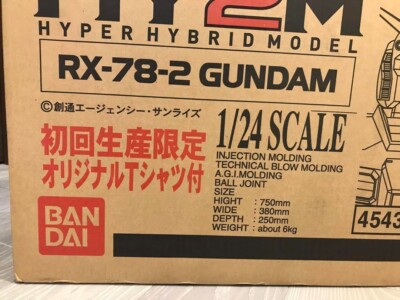 HY2M
HYPER HYBRID MODEL
RX-78-2 GUNDAM
©創通エージェンシー・サンライズ
初回生産限定
オリジナルTシャツ付
1/24 SCALE
INJECTION MOLDING
TECHNICAL BLOW MOLDING
A.G.I.MOLDING
BALL JOINT
SIZE
HIGHT : 750mm
WIDE : 380mm
DEPTH : 250mm
WEIGHT : about 6kg
BAN
DAI
4543